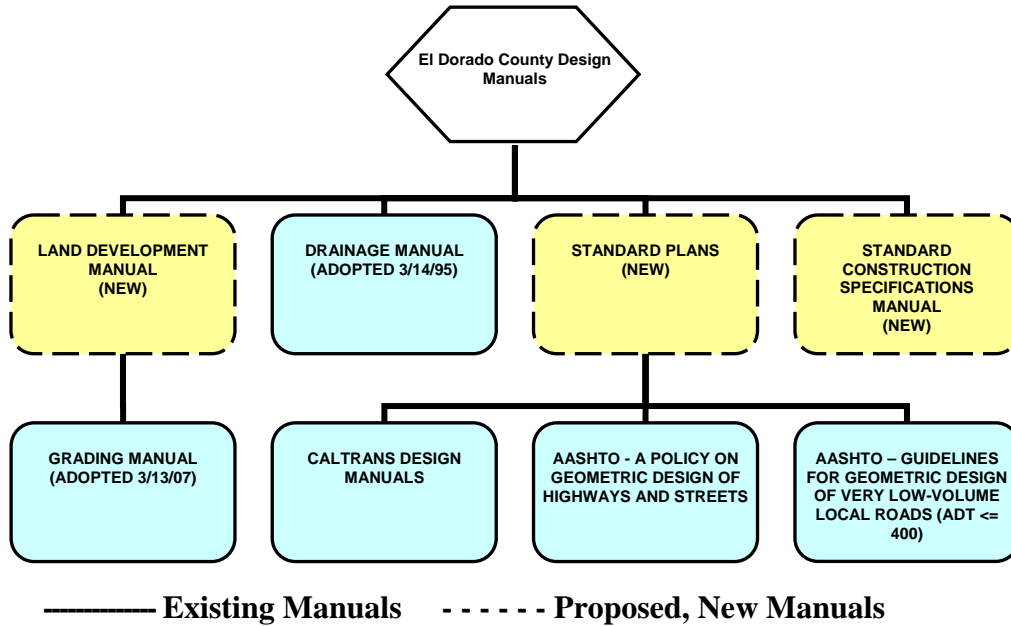 El Dorado County Design
Manuals
LAND DEVELOPMENT
MANUAL
(NEW)
DRAINAGE MANUAL
(ADOPTED 3/14/95)
STANDARD PLANS
(NEW)
STANDARD
CONSTRUCTION
SPECIFICATIONS
MANUAL
(NEW)
GRADING MANUAL
(ADOPTED 3/13/07)
CALTRANS DESIGN
MANUALS
AASHTO - A POLICY ON
GEOMETRIC DESIGN OF
HIGHWAYS AND STREETS
AASHTO – GUIDELINES
FOR GEOMETRIC DESIGN
OF VERY LOW-VOLUME
LOCAL ROADS (ADT <=
400)
Existing Manuals - - - - - - Proposed, New Manuals